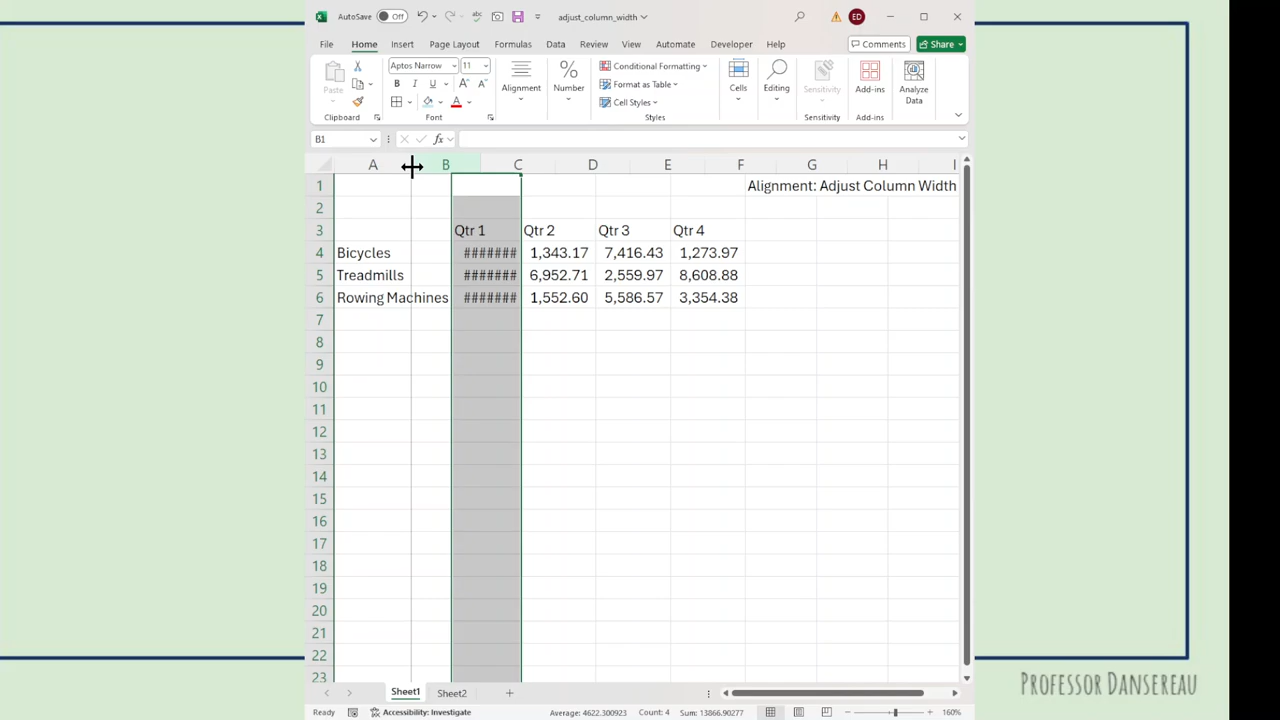 AutoSave Off adjust_column_width ED
File Home Insert Page Layout Formulas Data Review View Automate Developer Help Comments Share
Paste Aptos Narrow 11 Alignment Number Conditional Formatting Cells Editing Sensitivity Add-ins Analyze Data
B I U A A Format as Table
A Cell Styles
Clipboard Font Styles Sensitivity Add-ins
B1 fx
A B C D E F G H I
1 Alignment: Adjust Column Width
2
3 Qtr 1 Qtr 2 Qtr 3 Qtr 4
4 Bicycles ####### 1,343.17 7,416.43 1,273.97
5 Treadmills ####### 6,952.71 2,559.97 8,608.88
6 Rowing Machines ####### 1,552.60 5,586.57 3,354.38
7
8
9
10
11
12
13
14
15
16
17
18
19
20
21
22
23
Sheet1 Sheet2
Ready Accessibility: Investigate Average: 4622.300923 Count: 4 Sum: 13866.90277 160%
Professor Dansereau